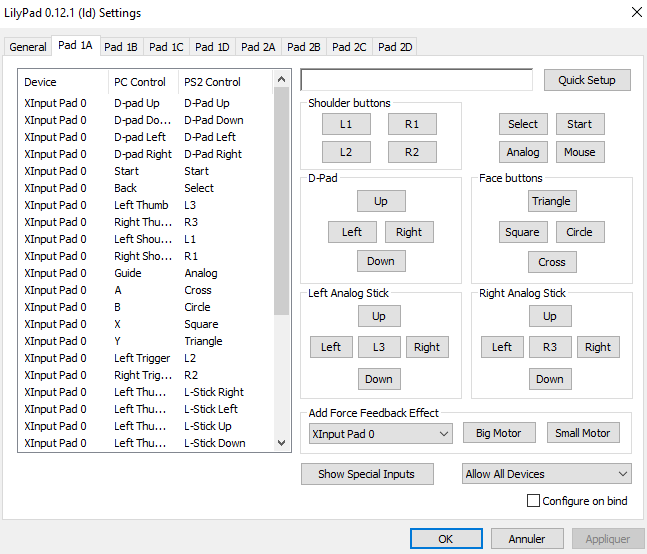 LilyPad 0.12.1 (ld) Settings
General Pad 1A Pad 1B Pad 1C Pad 1D Pad 2A Pad 2B Pad 2C Pad 2D
Device PC Control PS2 Control
XInput Pad 0 D-pad Up D-Pad Up
XInput Pad 0 D-pad Do... D-Pad Down
XInput Pad 0 D-pad Left D-Pad Left
XInput Pad 0 D-pad Right D-Pad Right
XInput Pad 0 Start Start
XInput Pad 0 Back Select
XInput Pad 0 Left Thumb L3
XInput Pad 0 Right Thu... R3
XInput Pad 0 Left Shou... L1
XInput Pad 0 Right Sho... R1
XInput Pad 0 Guide Analog
XInput Pad 0 A Cross
XInput Pad 0 B Circle
XInput Pad 0 X Square
XInput Pad 0 Y Triangle
XInput Pad 0 Left Trigger L2
XInput Pad 0 Right Trig... R2
XInput Pad 0 Left Thu... L-Stick Right
XInput Pad 0 Left Thu... L-Stick Left
XInput Pad 0 Left Thu... L-Stick Up
XInput Pad 0 Left Thu... L-Stick Down
Quick Setup
Shoulder buttons
L1 R1
L2 R2
Select Start
Analog Mouse
D-Pad
Up
Left Right
Down
Face buttons
Triangle
Square Circle
Cross
Left Analog Stick
Up
Left L3 Right
Down
Right Analog Stick
Up
Left R3 Right
Down
Add Force Feedback Effect
XInput Pad 0 Big Motor Small Motor
Show Special Inputs Allow All Devices
Configure on bind
OK Annuler Appliquer